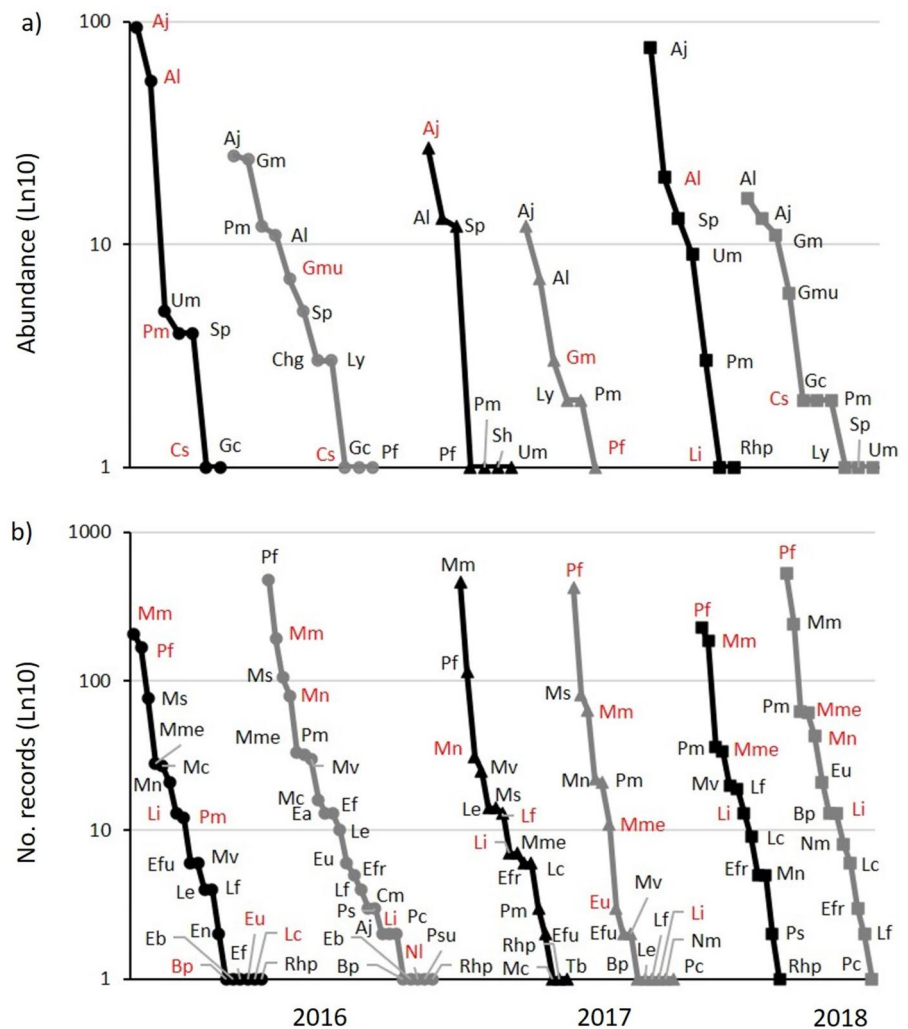 a)
100
10
1
Abundance (Ln10)
Aj
Al
Um
Pm
Sp
Cs
Gc
Aj
Gm
Pm
Al
Gmu
Sp
Chg
Ly
Cs
Gc
Pf
Aj
Al
Sp
Pf
Pm
Sh
Um
Aj
Al
Gm
Ly
Pm
Pf
Aj
Al
Sp
Um
Pm
Li
Rhp
Al
Aj
Gm
Gmu
Cs
Gc
Pm
Ly
Sp
Um
b)
1000
100
10
1
No. records (Ln10)
Mm
Pf
Ms
Mme
Mc
Mn
Li
Pm
Efu
Mv
Le
Lf
En
Eb
Ef
Eu
Lc
Bp
Rhp
Pf
Mm
Ms
Mn
Mme
Pm
Mv
Mc
Ea
Ef
Le
Eu
Efr
Lf
Cm
Ps
Aj
Li
Pc
Eb
Nl
Psu
Bp
Rhp
Mm
Pf
Mn
Mv
Le
Ms
Lf
Li
Mme
Efr
Lc
Pm
Rhp
Efu
Mc
Tb
Pf
Ms
Mm
Mn
Pm
Mme
Eu
Mv
Efu
Lf
Li
Bp
Le
Nm
Pc
Pf
Mm
Pm
Mme
Mv
Lf
Li
Lc
Efr
Mn
Ps
Rhp
Pf
Mm
Pm
Mme
Mn
Eu
Bp
Li
Nm
Lc
Efr
Lf
Pc
2016
2017
2018